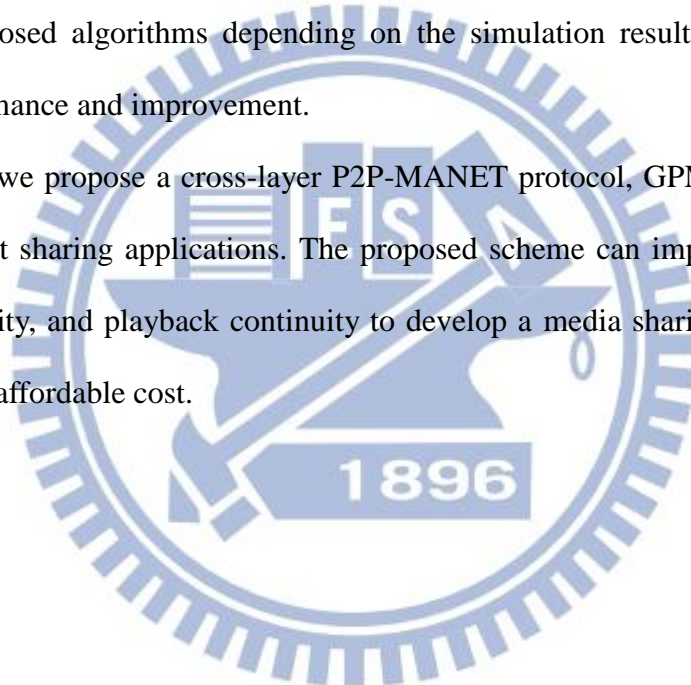 osed algorithms depending on the simulation result
nance and improvement.
we propose a cross-layer P2P-MANET protocol, GPM
t sharing applications. The proposed scheme can imp
ity, and playback continuity to develop a media shari
affordable cost.
ESA
1896